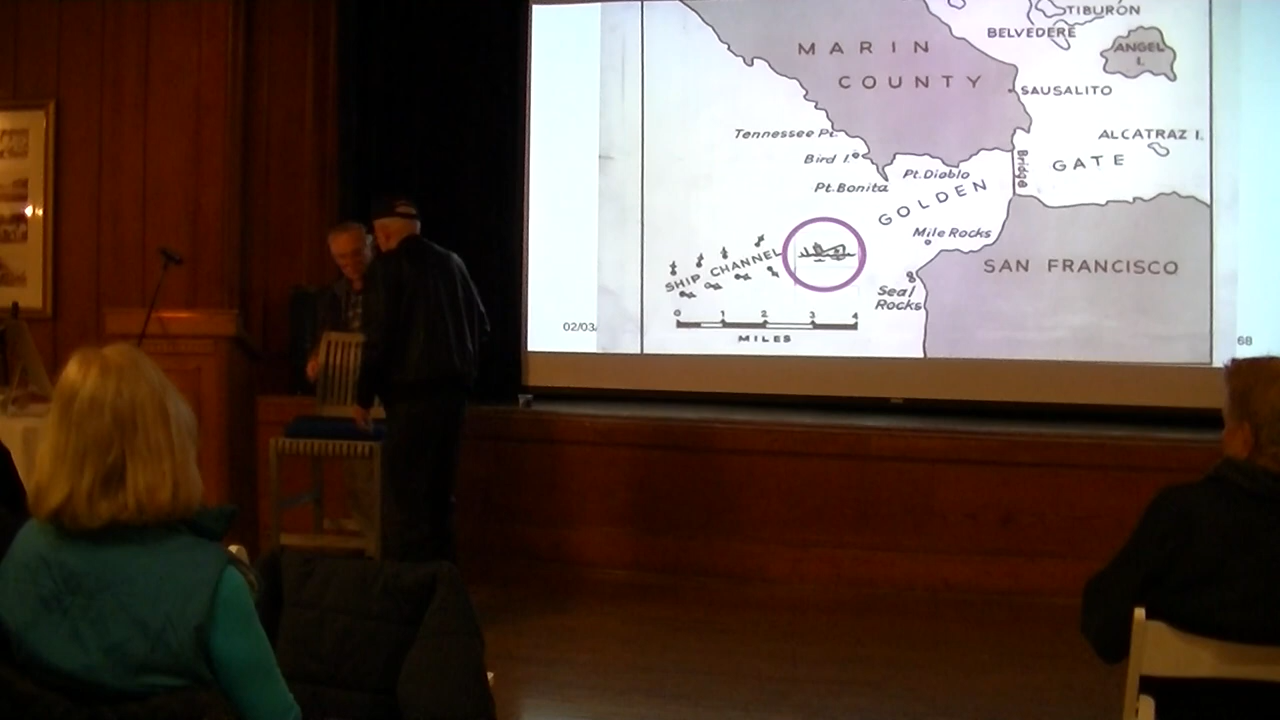 TIBURON
BELVEDERE
ANGEL
I.
MARIN
COUNTY
SAUSALITO
ALCATRAZ I.
Tennessee Pt.
Bird I.
Pt. Diablo
Pt. Bonita
Bridge
GOLDEN GATE
Mile Rocks
SHIP CHANNEL
SAN FRANCISCO
Seal
Rocks
0 1 2 3 4
MILES
02/03/
68